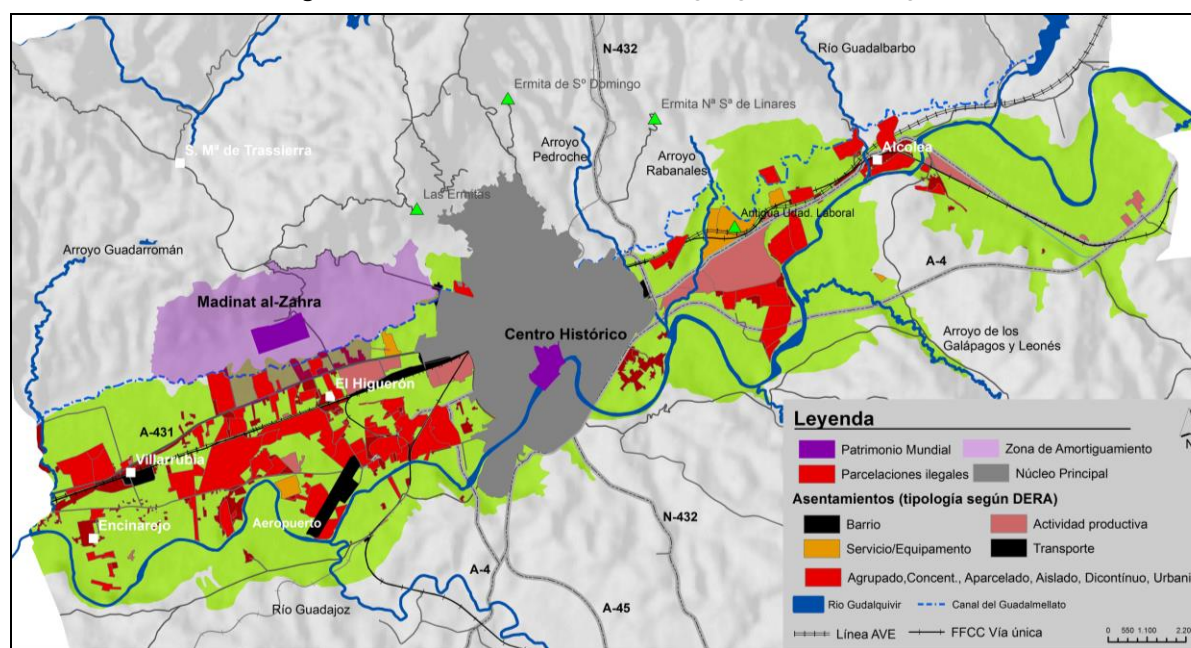 N-432
Río Guadalbarbo
Ermita de Sº Domingo
Ermita Nª Sª de Linares
Arroyo
Pedroche
Arroyo
Rabanales
Alcolea
S. Mª de Trassierra
Las Ermitas
Antigua Udad. Laboral
Arroyo Guadarromán
A-4
Madinat al-Zahra
Centro Histórico
Arroyo de los
Galápagos y Leonés
El Higuerón
A-431
Villarrubia
Encinarejo
Aeropuerto
N-432
A-4
Río Guadajoz
A-45
Leyenda
N
Patrimonio Mundial
Zona de Amortiguamiento
Parcelaciones ilegales
Núcleo Principal
Asentamientos (tipología según DERA)
Barrio
Actividad productiva
Servicio/Equipamento
Transporte
Agrupado,Concent., Aparcelado, Aislado, Dicontínuo, Urbani
Rio Gudalquivir
Canal del Guadalmellato
Línea AVE
FFCC Vía única
0 550 1.100 2.20